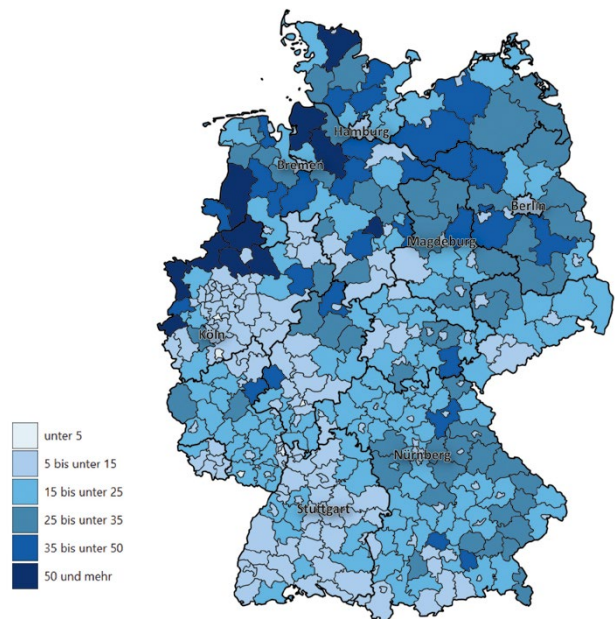 Hamburg
Bremen
Berlin
Magdeburg
Köln
Nürnberg
Stuttgart
unter 5
5 bis unter 15
15 bis unter 25
25 bis unter 35
35 bis unter 50
50 und mehr